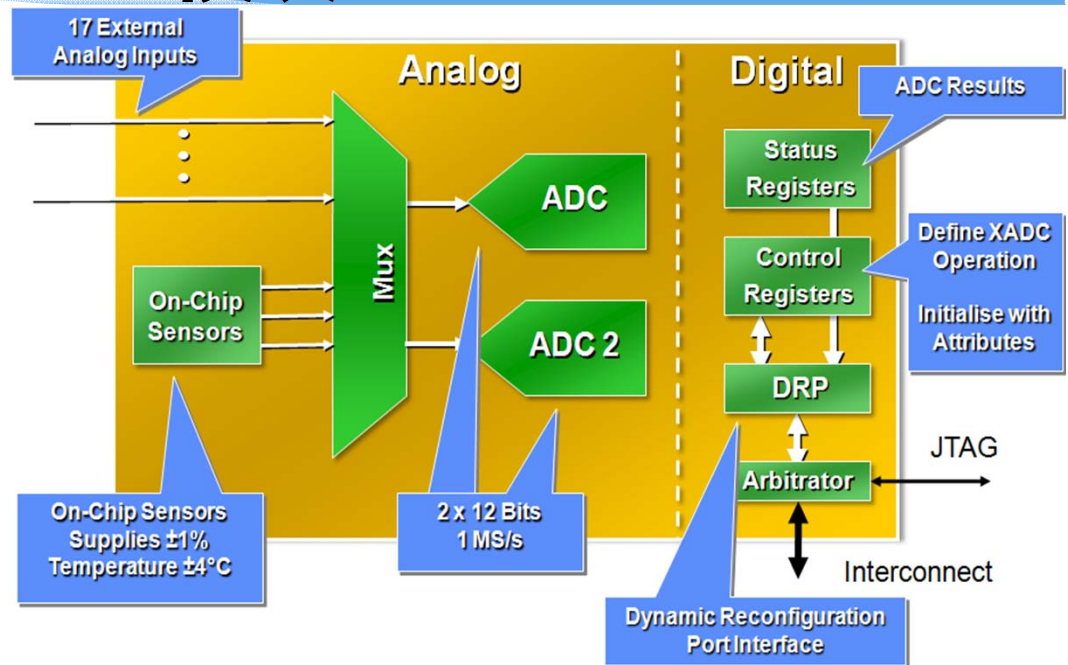 17 External
Analog Inputs
Analog
Digital
ADC Results
Status
Registers
ADC
Mux
Define XADC
Operation
Initialise with
Attributes
Control
Registers
On-Chip
Sensors
ADC 2
DRP
JTAG
Arbitrator
On-Chip Sensors
Supplies ±1%
Temperature ±4°C
2 x 12 Bits
1 MS/s
Interconnect
Dynamic Reconfiguration
Port Interface